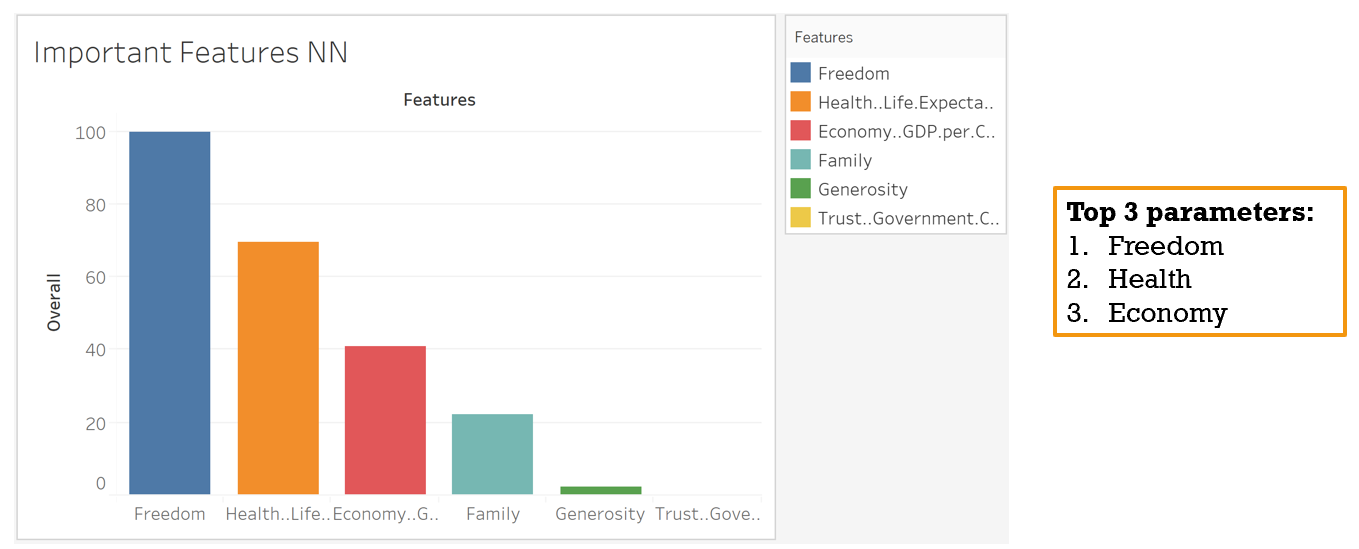 Important Features NN
Features
Overall
100
80
60
40
20
0
Freedom Health..Life.. Economy..G.. Family Generosity Trust..Gove..
Features
Freedom
Health..Life.Expecta..
Economy..GDP.per.C..
Family
Generosity
Trust..Government.C..
Top 3 parameters:
1. Freedom
2. Health
3. Economy